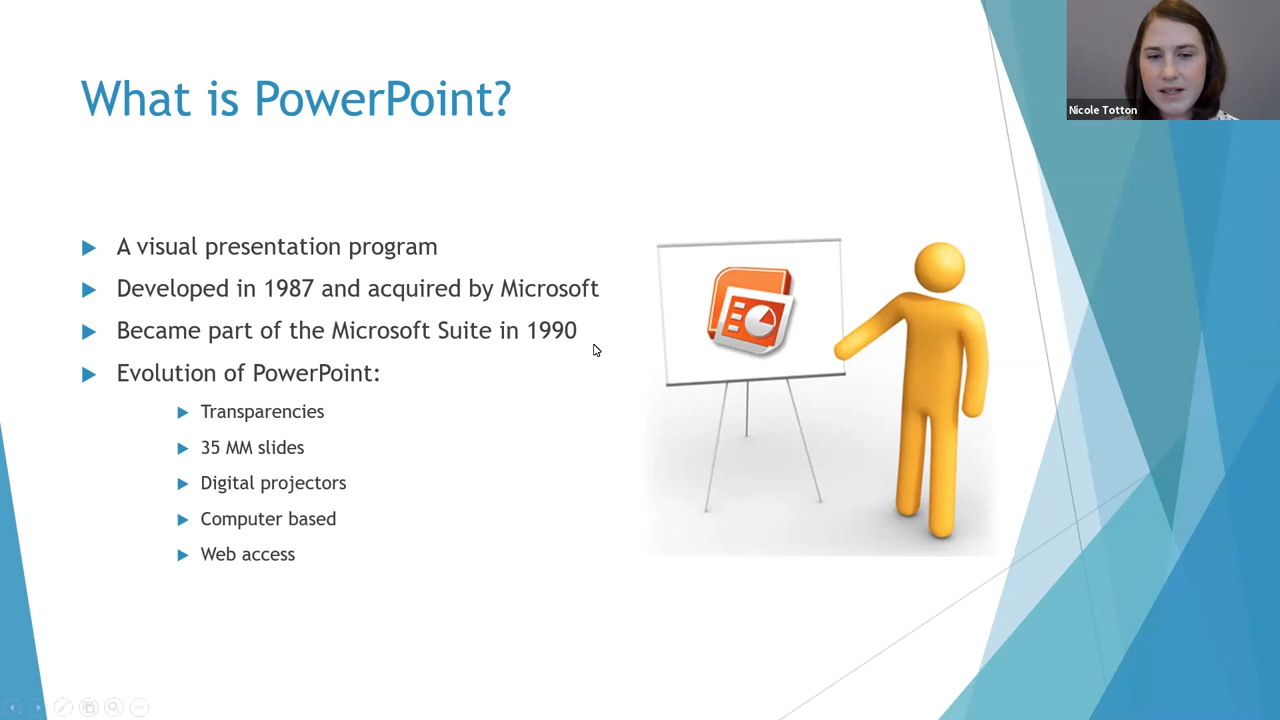 What is PowerPoint?
Nicole Totton
A visual presentation program
Developed in 1987 and acquired by Microsoft
Became part of the Microsoft Suite in 1990
Evolution of PowerPoint:
Transparencies
35 MM slides
Digital projectors
Computer based
Web access